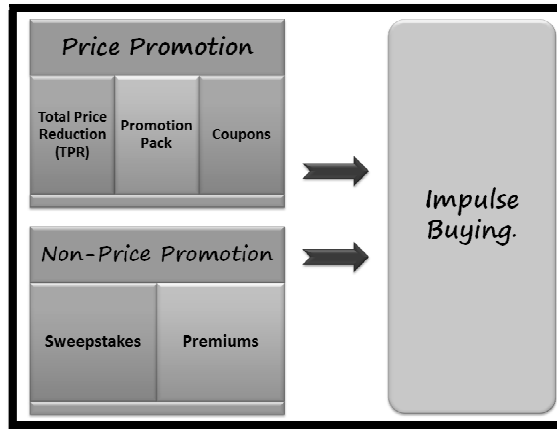 Price Promotion
Total Price
Reduction
(TPR)
Promotion
Pack
Coupons
Impulse
Buying.
Non-Price Promotion
Sweepstakes
Premiums